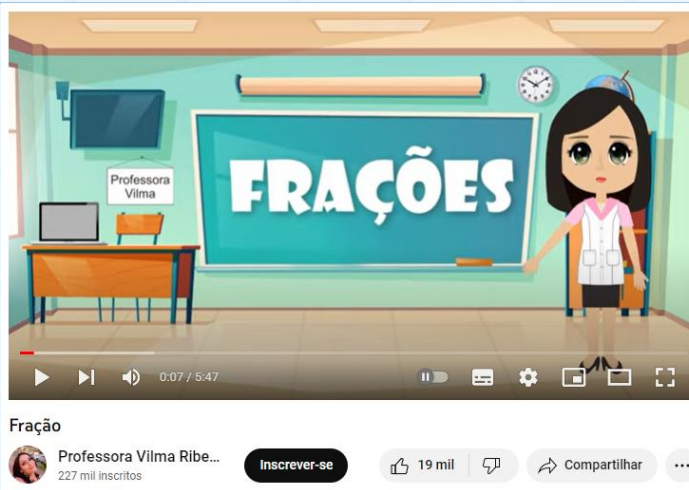 Professora
Vilma
FRAÇÕES
0:07 / 5:47
Fração
Professora Vilma Ribe...
227 mil inscritos
Inscrever-se
19 mil
Compartilhar